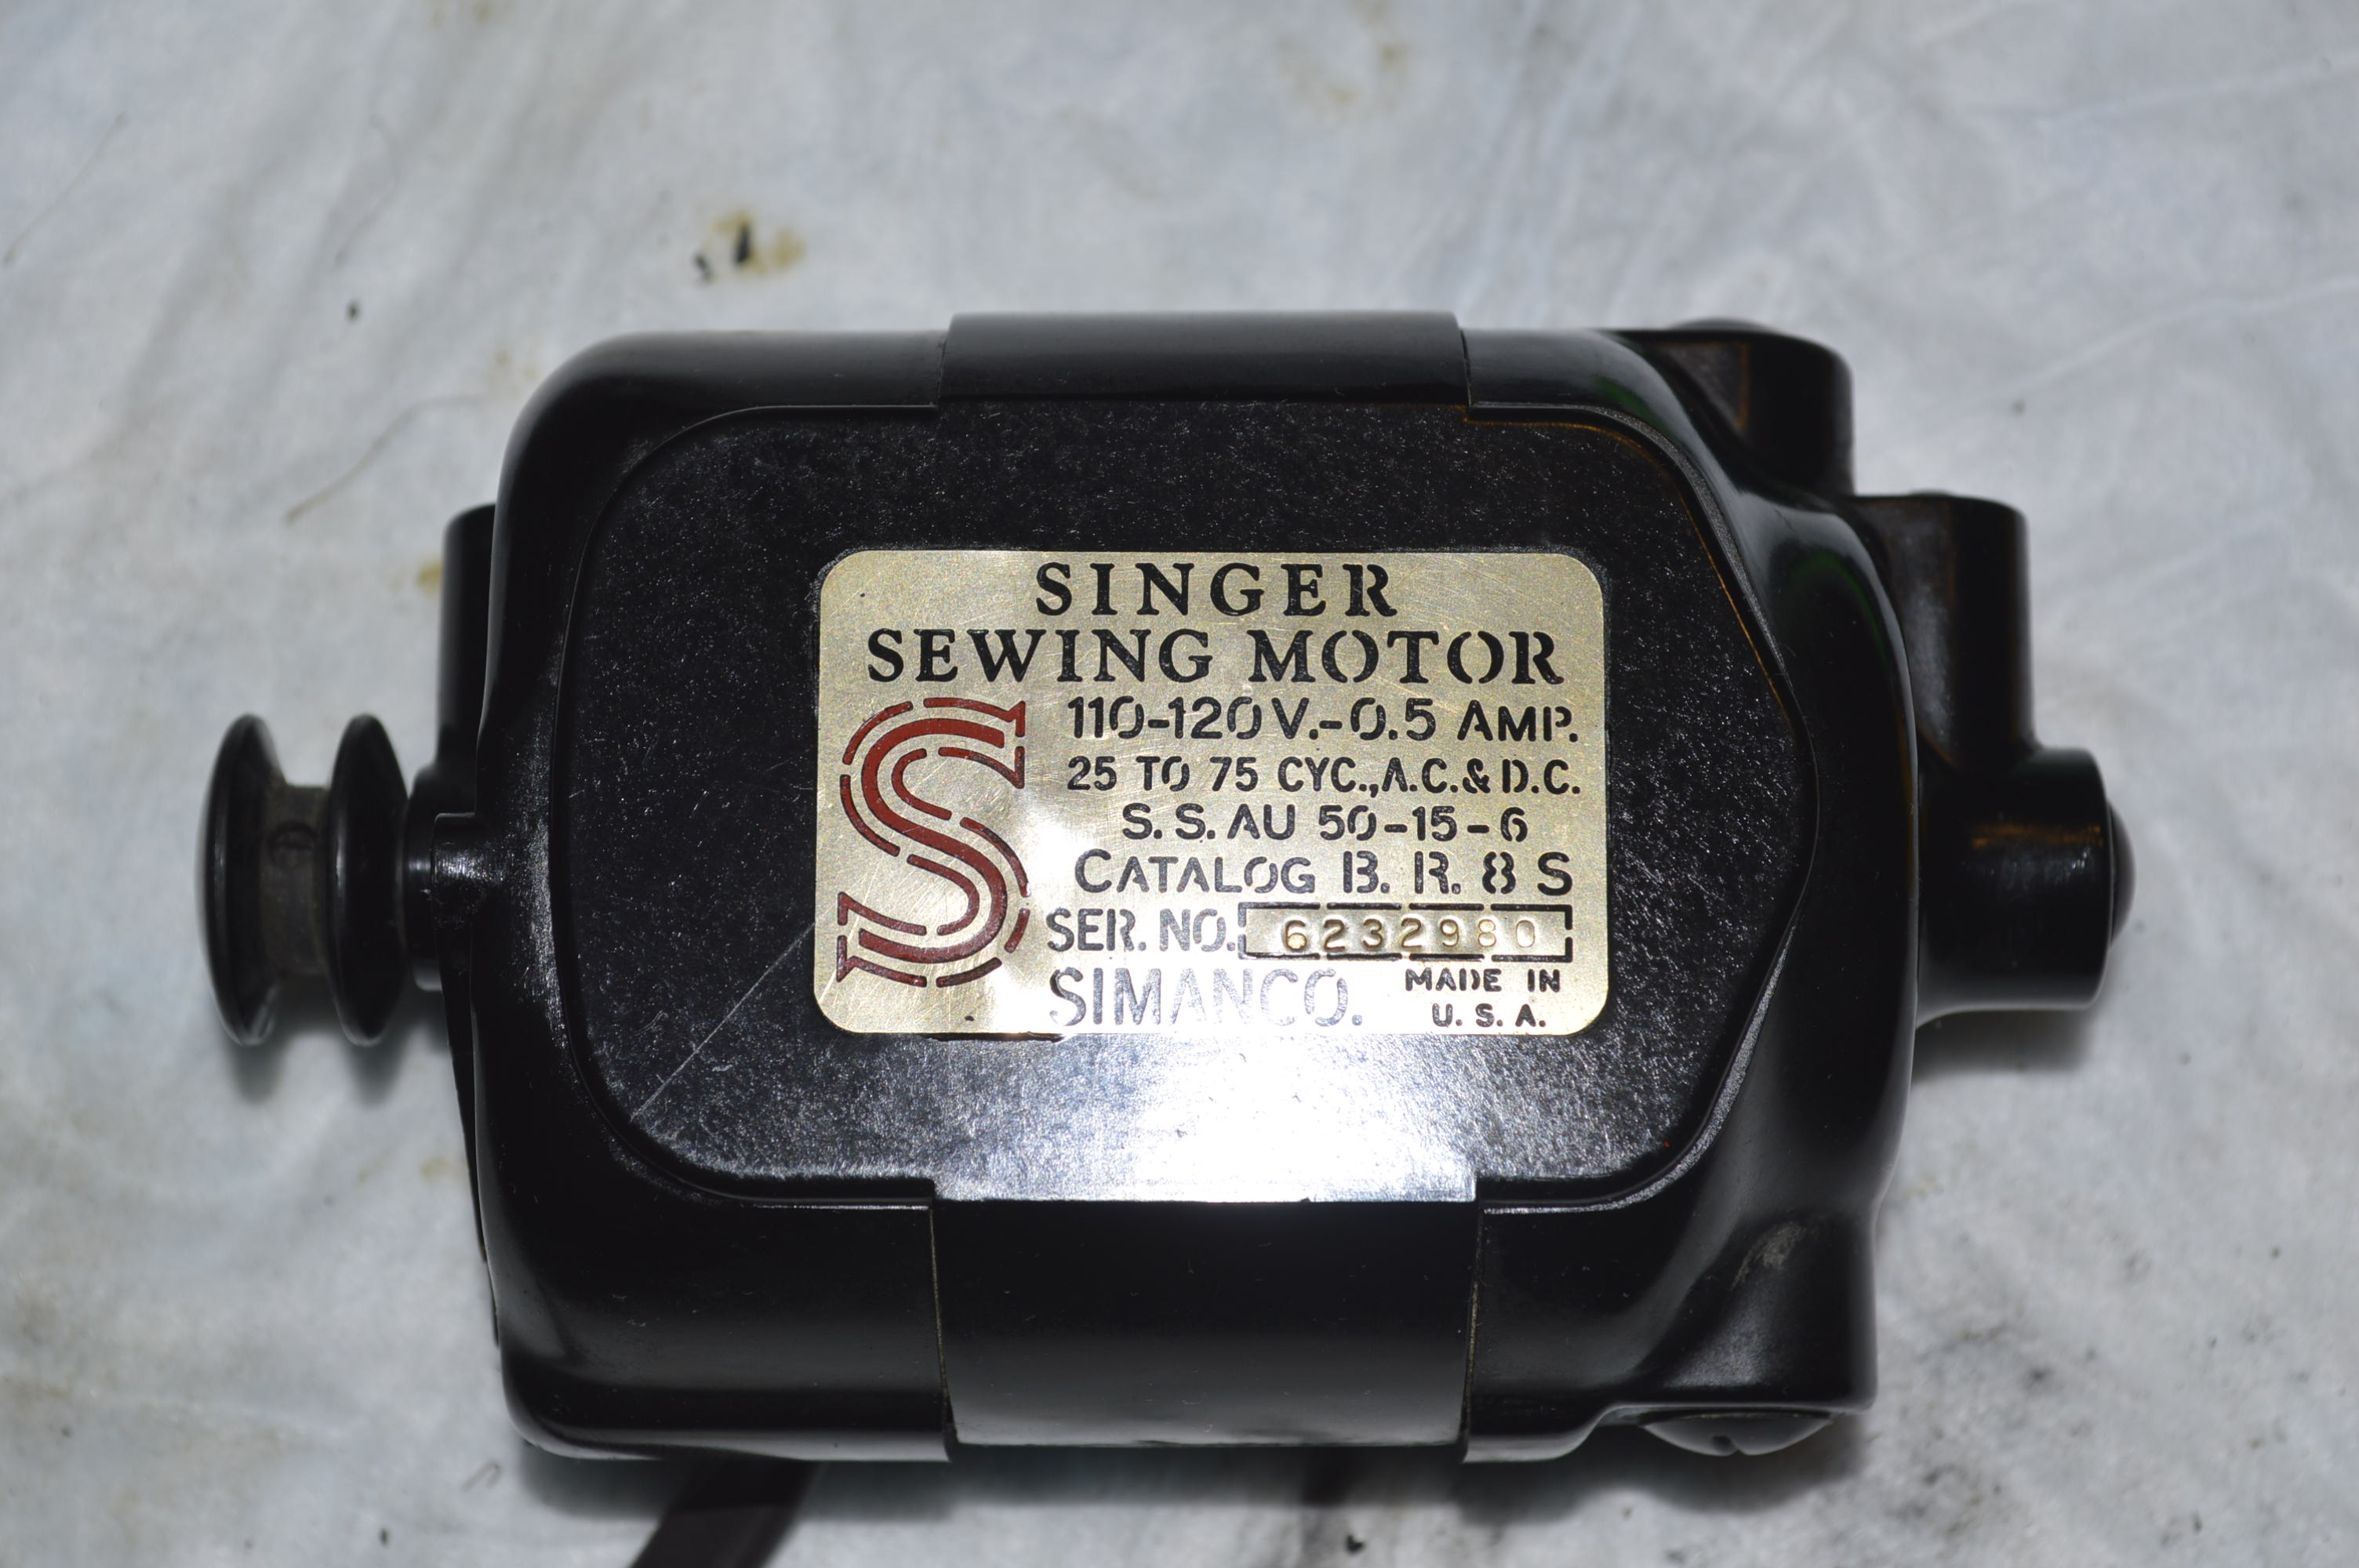 SINGER
SEWING MOTOR
S
110-120 V.-0.5 AMP.
25 TO 75 CYC., A.C. & D.C.
S. S. AU 50-15-6
CATALOG B. R. 8 S
SER. NO. 6232980
SIMANCO. MADE IN
U. S. A.